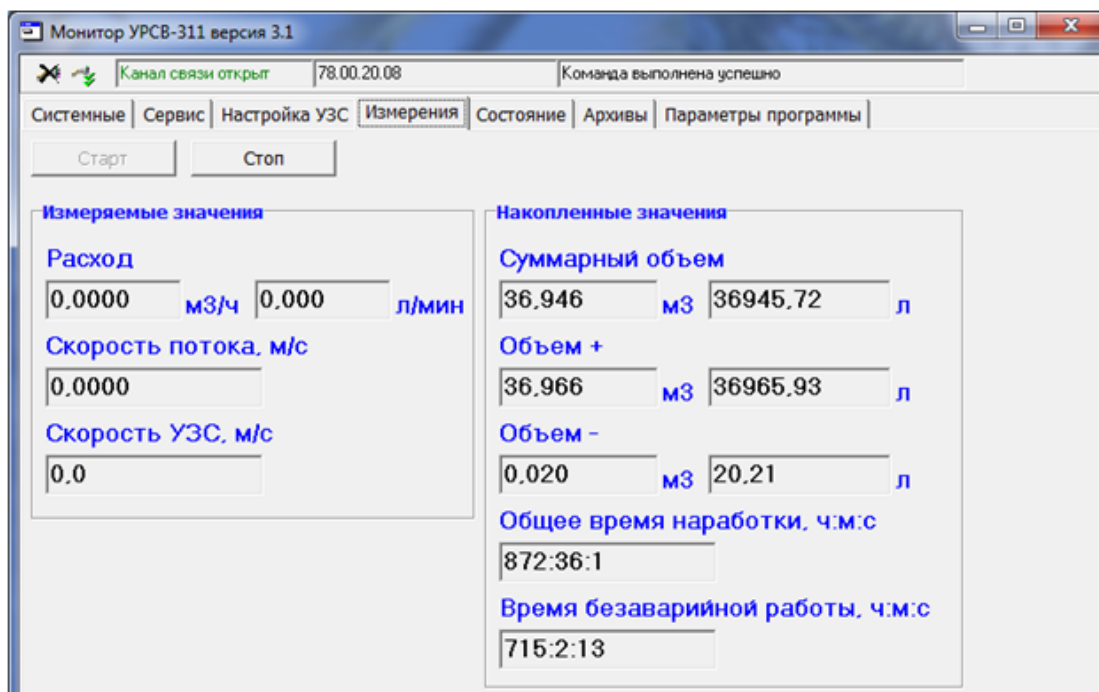 Монитор УРСВ-311 версия 3.1
Канал связи открыт 78.00.20.08 Команда выполнена успешно
Системные Сервис Настройка УЗС Измерения Состояние Архивы Параметры программы
Старт Стоп
Измеряемые значения
Расход
0,0000 м3/ч 0,000 л/мин
Скорость потока, м/с
0,0000
Скорость УЗС, м/с
0,0
Накопленные значения
Суммарный объем
36,946 м3 36945,72 л
Объем +
36,966 м3 36965,93 л
Объем -
0,020 м3 20,21 л
Общее время наработки, ч:м:с
872:36:1
Время безаварийной работы, ч:м:с
715:2:13